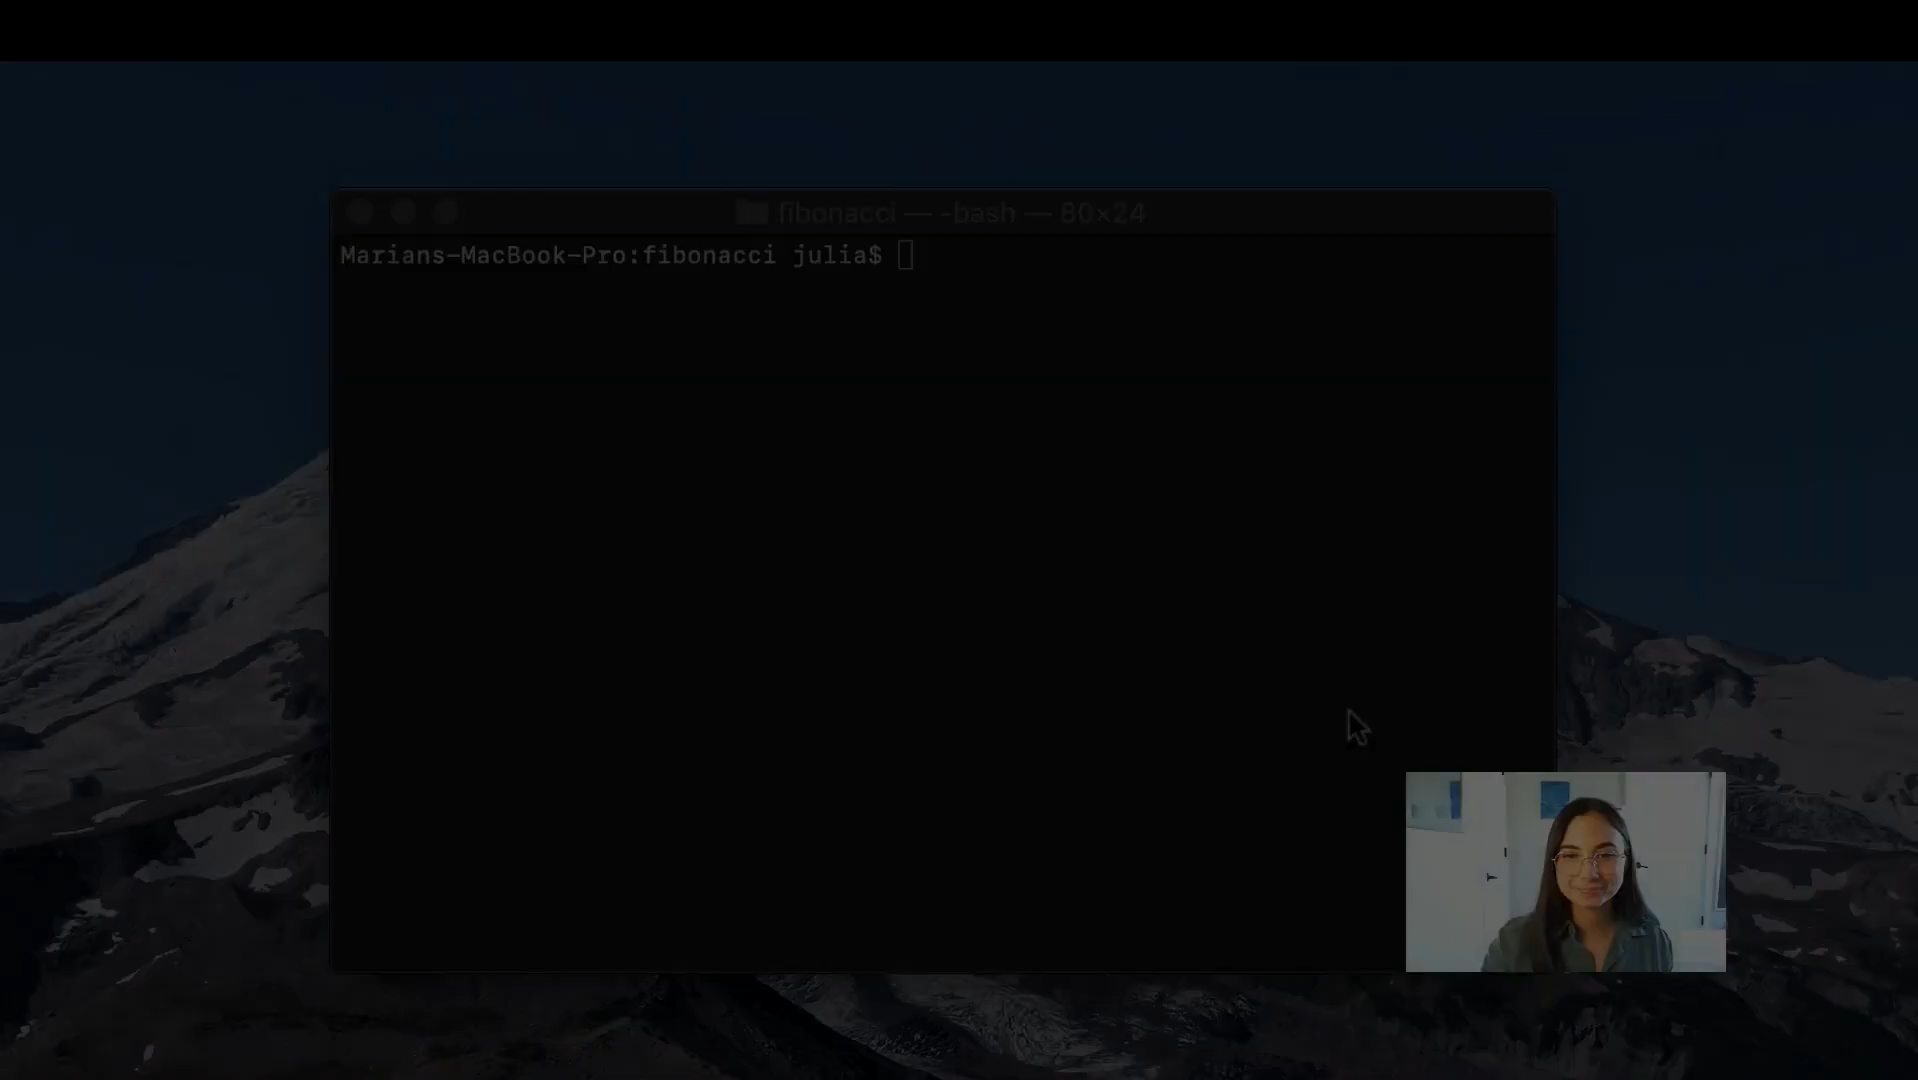 fibonacci — -bash — 80×24
Marians-MacBook-Pro:fibonacci julia$